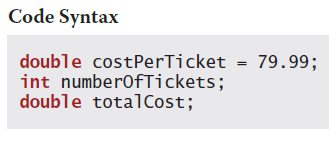 Code Syntax
double costPerTicket = 79.99;
int numberOfTickets;
double totalCost;